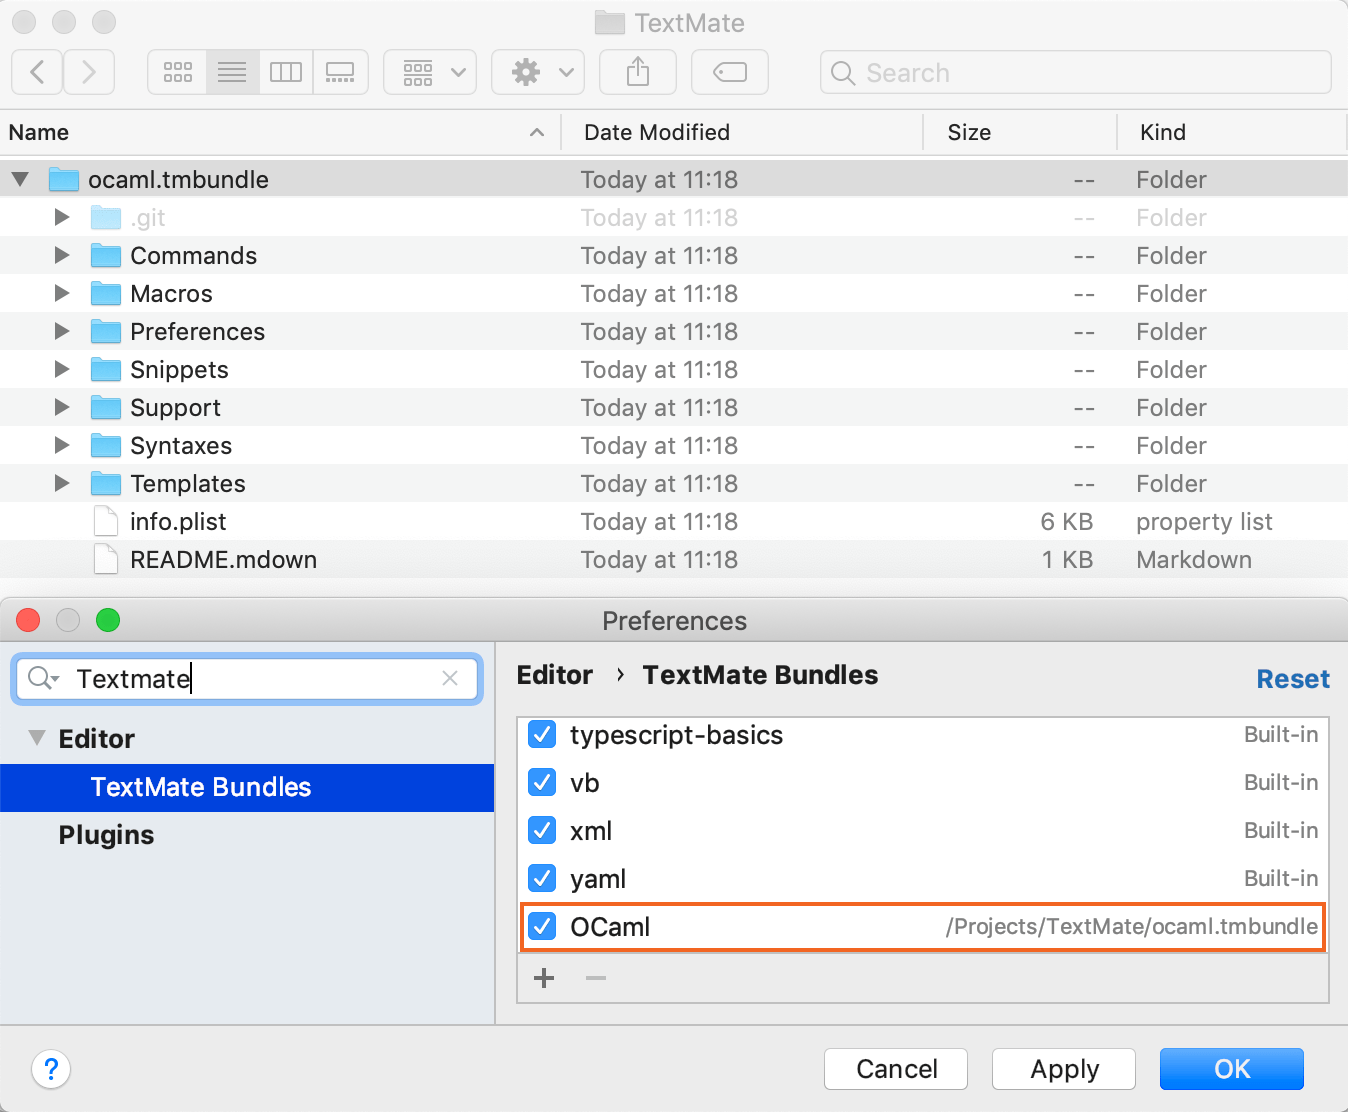 TextMate
Search
Name Date Modified Size Kind
ocaml.tmbundle Today at 11:18 -- Folder
.git Today at 11:18 -- Folder
Commands Today at 11:18 -- Folder
Macros Today at 11:18 -- Folder
Preferences Today at 11:18 -- Folder
Snippets Today at 11:18 -- Folder
Support Today at 11:18 -- Folder
Syntaxes Today at 11:18 -- Folder
Templates Today at 11:18 -- Folder
info.plist Today at 11:18 6 KB property list
README.mdown Today at 11:18 1 KB Markdown
Preferences
Textmate
Editor
TextMate Bundles
Plugins
Editor › TextMate Bundles Reset
typescript-basics Built-in
vb Built-in
xml Built-in
yaml Built-in
OCaml /Projects/TextMate/ocaml.tmbundle
? Cancel Apply OK